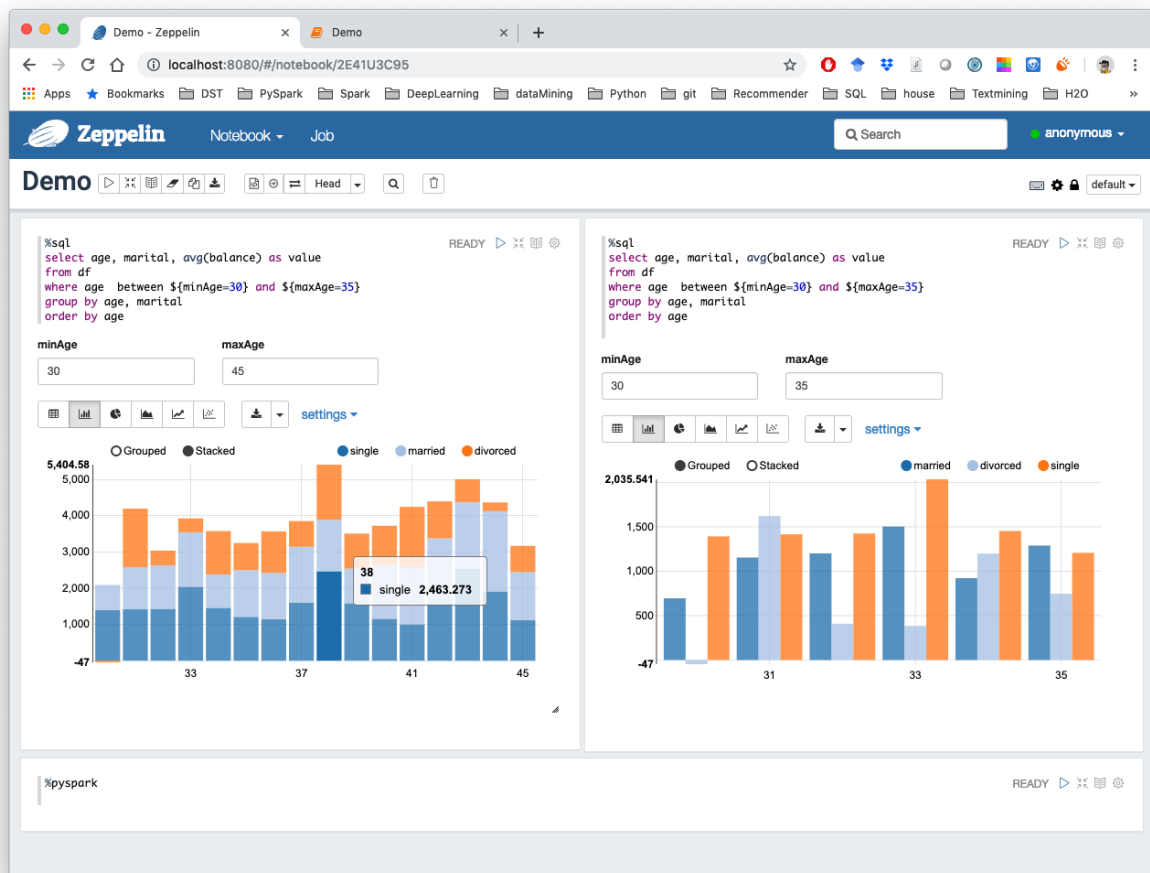 Demo - Zeppelin
Demo
localhost:8080/#/notebook/2E41U3C95
Apps Bookmarks DST PySpark Spark DeepLearning dataMining Python git Recommender SQL house Textmining H2O »
Zeppelin Notebook Job Search anonymous
Demo Head default
%sql
select age, marital, avg(balance) as value
from df
where age  between ${minAge=30} and ${maxAge=35}
group by age, marital
order by age
READY
minAge maxAge
30 45
settings
Grouped Stacked single married divorced
5,404.58
5,000
4,000
3,000
2,000
1,000
-47
38
single 2,463.273
33 37 41 45
%sql
select age, marital, avg(balance) as value
from df
where age  between ${minAge=30} and ${maxAge=35}
group by age, marital
order by age
READY
minAge maxAge
30 35
settings
Grouped Stacked married divorced single
2,035.541
1,500
1,000
500
-47
31 33 35
%pyspark
READY